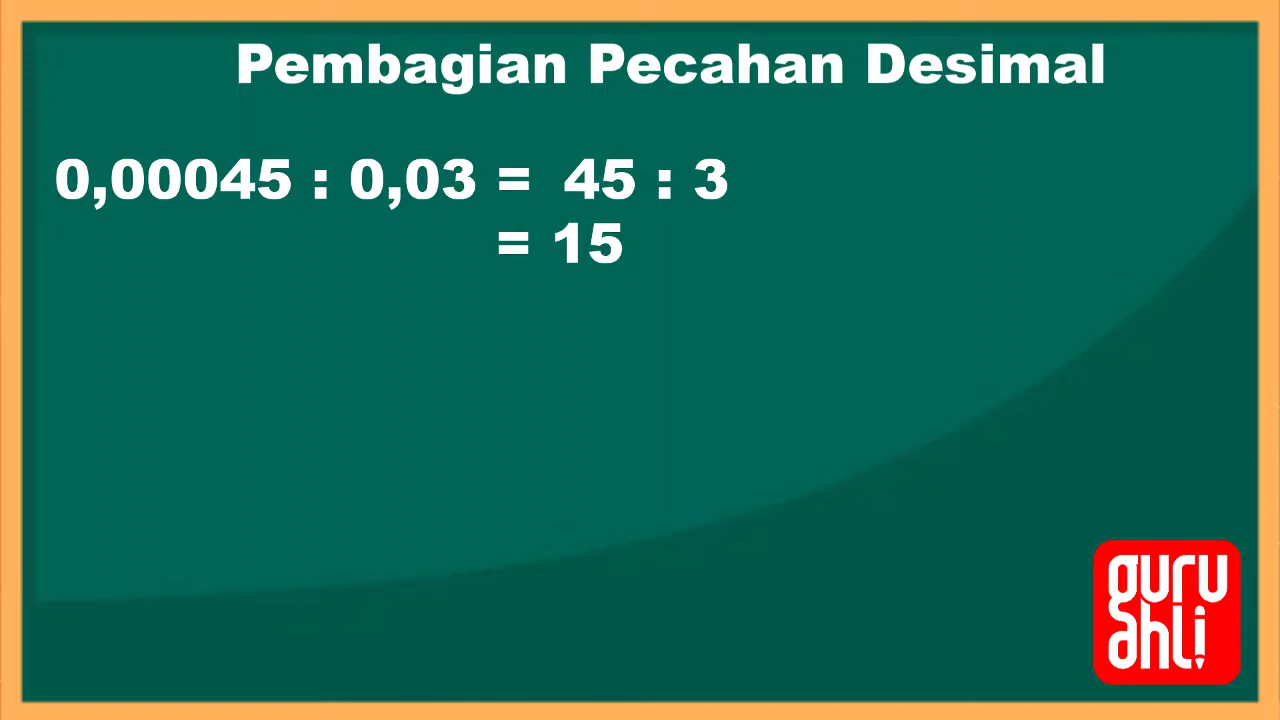 Pembagian Pecahan Desimal
0,00045 : 0,03 = 45 : 3
= 15
guru
ahli